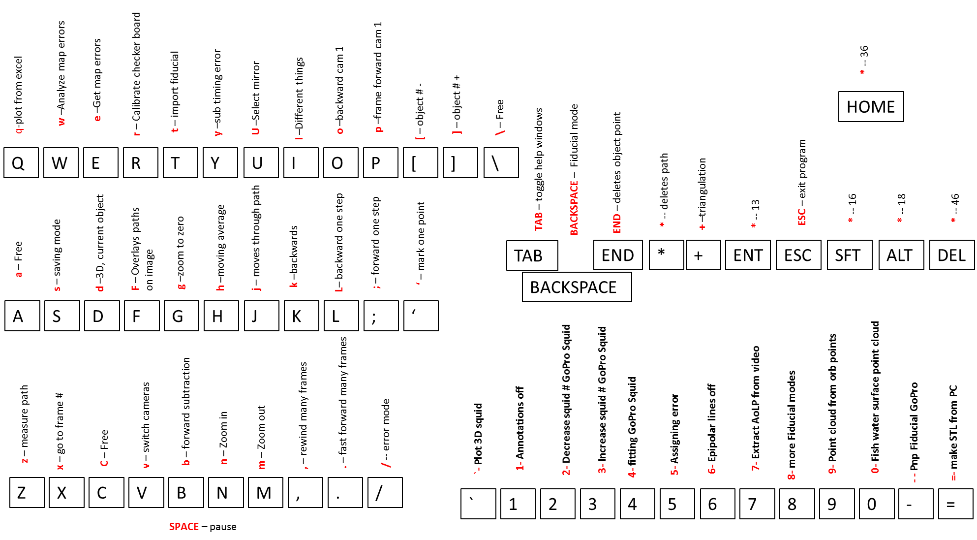 q-plot from excel
w –Analyze map errors
e –Get map errors
r – Calibrate checker board
t – import fiducial
y –sub timing error
U –Select mirror
I –Different things
o –backward cam 1
p –frame forward cam 1
[ – object # -
] – object # +
\ – Free
Q W E R T Y U I O P [ ] \
a – Free
s – saving mode
d –3D, current object
F – Overlays paths
on image
g –zoom to zero
h –moving average
j – moves through path
k –backwards
L– backward one step
; – forward one step
‘ – mark one point
A S D F G H J K L ; ‘
z – measure path
x – go to frame #
C – Free
v – switch cameras
b – forward subtraction
n – Zoom in
m – Zoom out
, – rewind many frames
. – fast forward many frames
/ -- error mode
Z X C V B N M , . /
SPACE – pause
* -- 36
HOME
TAB – toggle help windows
BACKSPACE – Fiducial mode
END – deletes object point
* -- deletes path
+ –triangulation
* -- 13
ESC – exit program
* -- 16
* -- 18
* -- 46
TAB END * + ENT ESC SFT ALT DEL
BACKSPACE
`- Plot 3D squid
1- Annotations off
2- Decrease squid # GoPro Squid
3- Increase squid # GoPro Squid
4- fitting GoPro Squid
5- Assigning error
6- Epipolar lines off
7- Extract AoLP from video
8- more Fiducial modes
9- Point cloud from orb points
0- Fish water surface point cloud
- - Pnp Fiducial GoPro
=- make STL from PC
` 1 2 3 4 5 6 7 8 9 0 - =